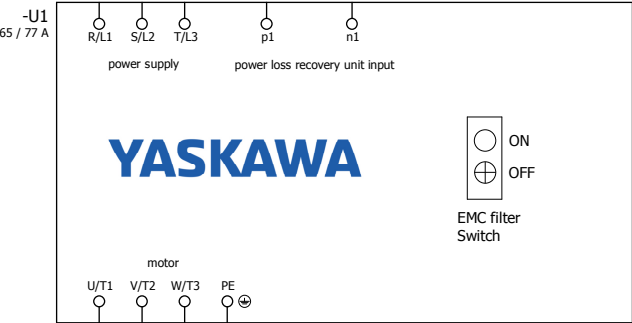 -U1
65 / 77 A
R/L1 S/L2 T/L3 p1 n1
power supply power loss recovery unit input
YASKAWA
ON
OFF
EMC filter
Switch
motor
U/T1 V/T2 W/T3 PE